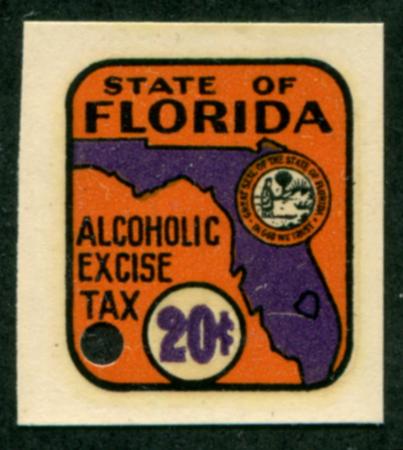 STATE OF
FLORIDA
GREAT SEAL OF THE STATE OF FLORIDA
IN GOD WE TRUST
ALCOHOLIC
EXCISE
TAX
20¢